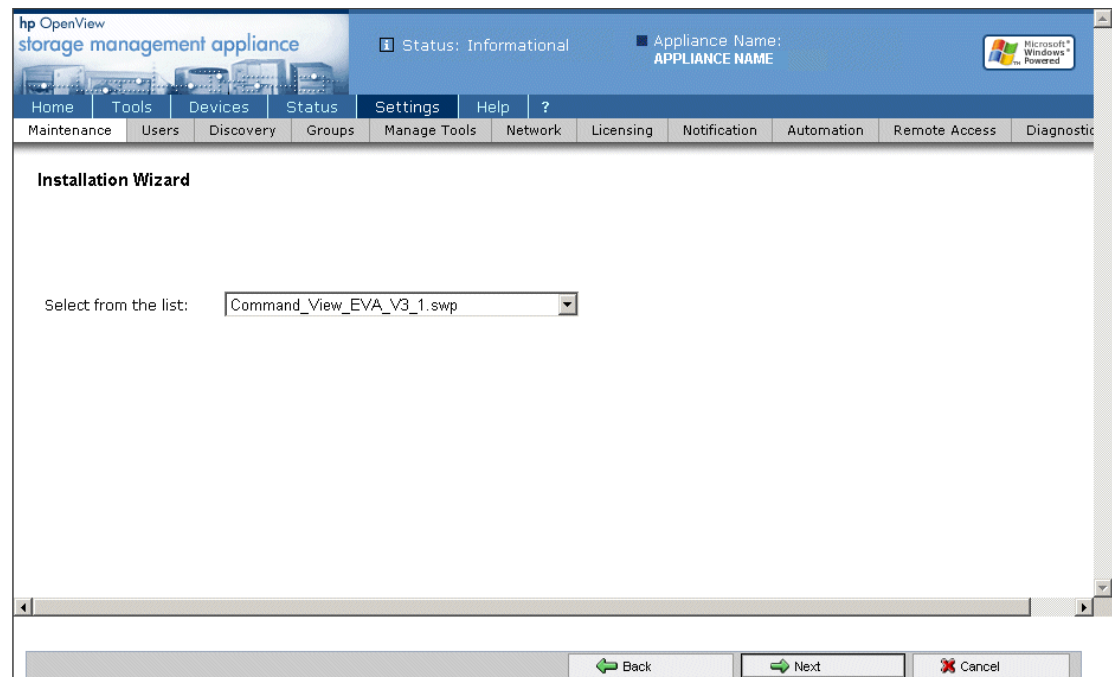 hp OpenView
storage management appliance
Status: Informational
Appliance Name:
APPLIANCE NAME
Microsoft®
Windows®
Powered
TM
Home Tools Devices Status Settings Help ?
Maintenance Users Discovery Groups Manage Tools Network Licensing Notification Automation Remote Access Diagnostic
Installation Wizard
Select from the list: Command_View_EVA_V3_1.swp
Back Next Cancel